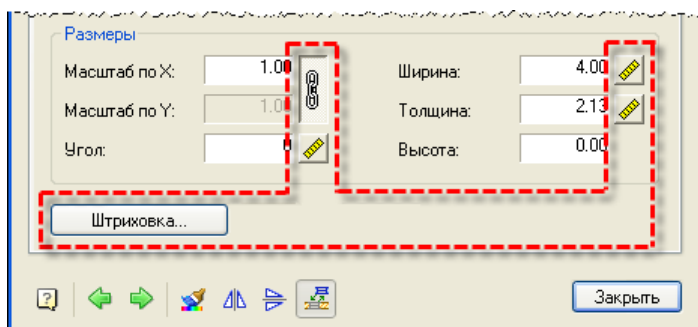 Размеры
Масштаб по X: 1.00 Ширина: 4.00
Масштаб по Y: 1.00 Толщина: 2.13
Угол: 0 Высота: 0.00
Штриховка...
? Закрыть